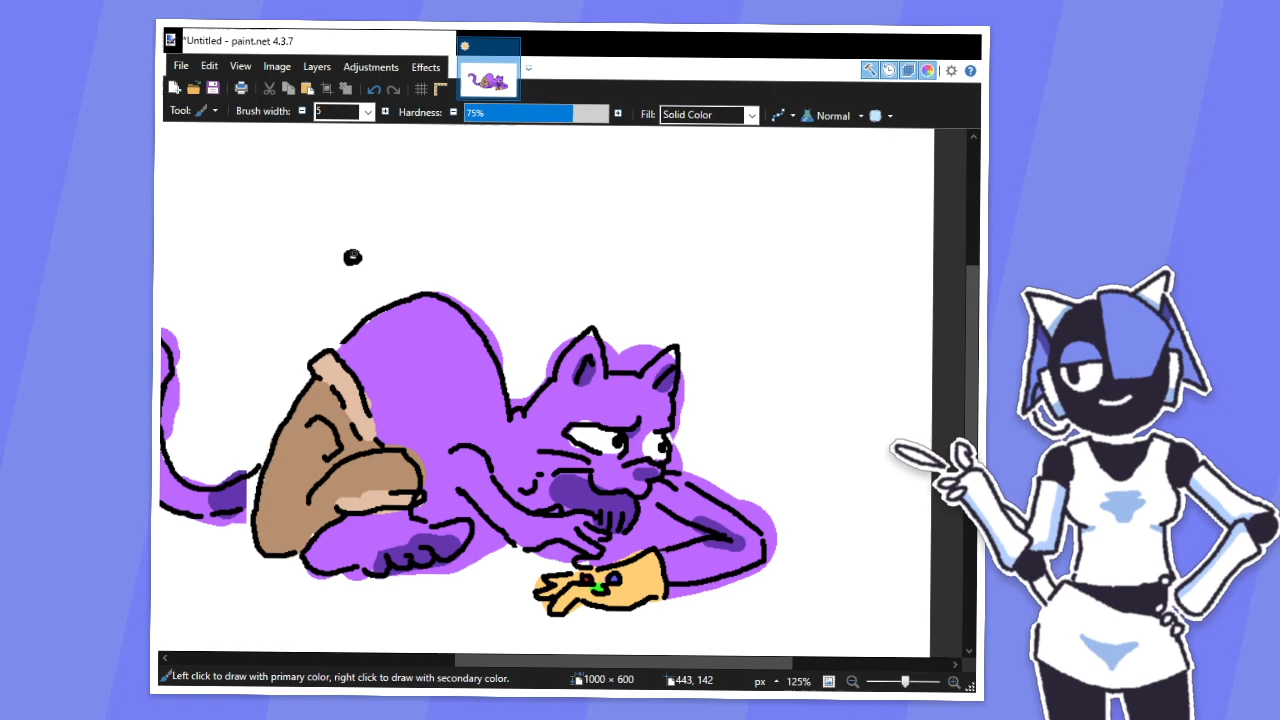 *Untitled - paint.net 4.3.7
File Edit View Image Layers Adjustments Effects
Tool: Brush width: 5 Hardness: 75% Fill: Solid Color Normal
Left click to draw with primary color, right click to draw with secondary color. 1000 × 600 443, 142 px 125%